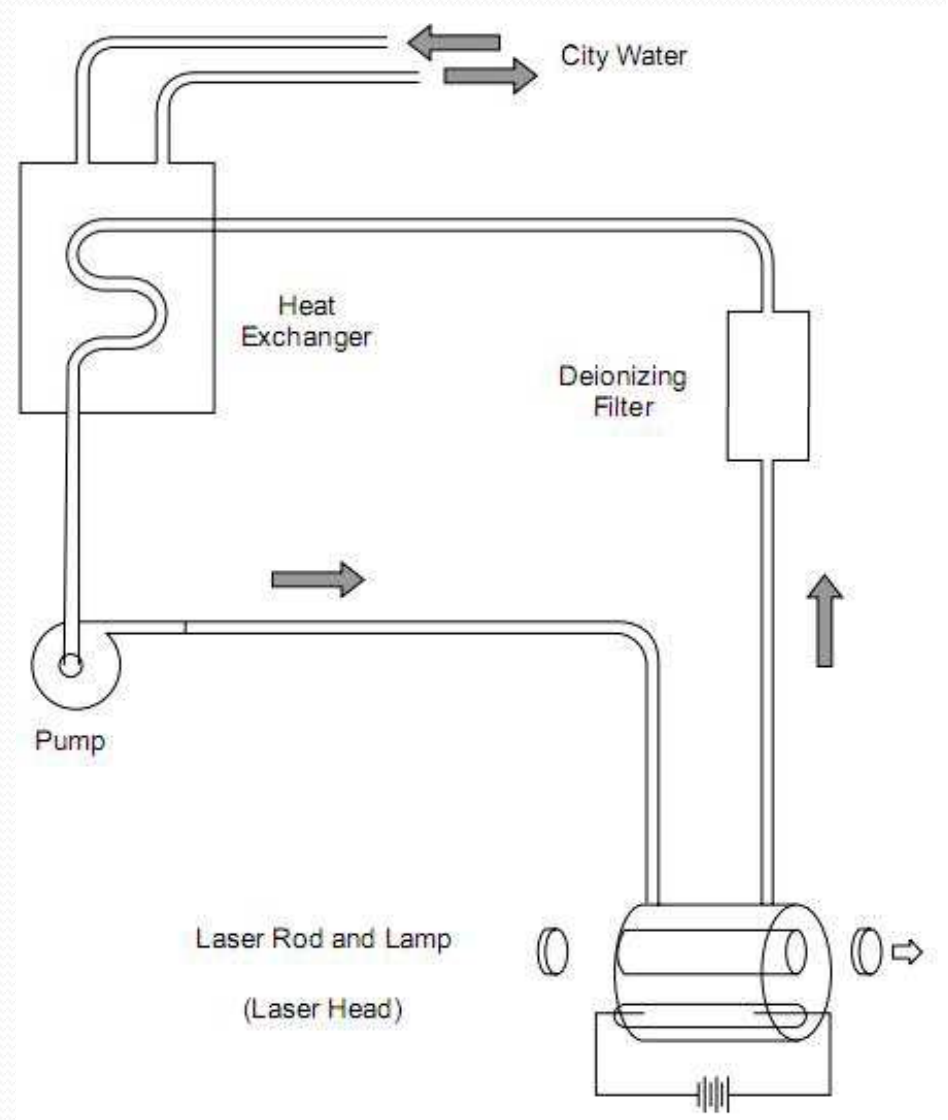 City Water
Heat
Exchanger
Deionizing
Filter
Pump
Laser Rod and Lamp
(Laser Head)